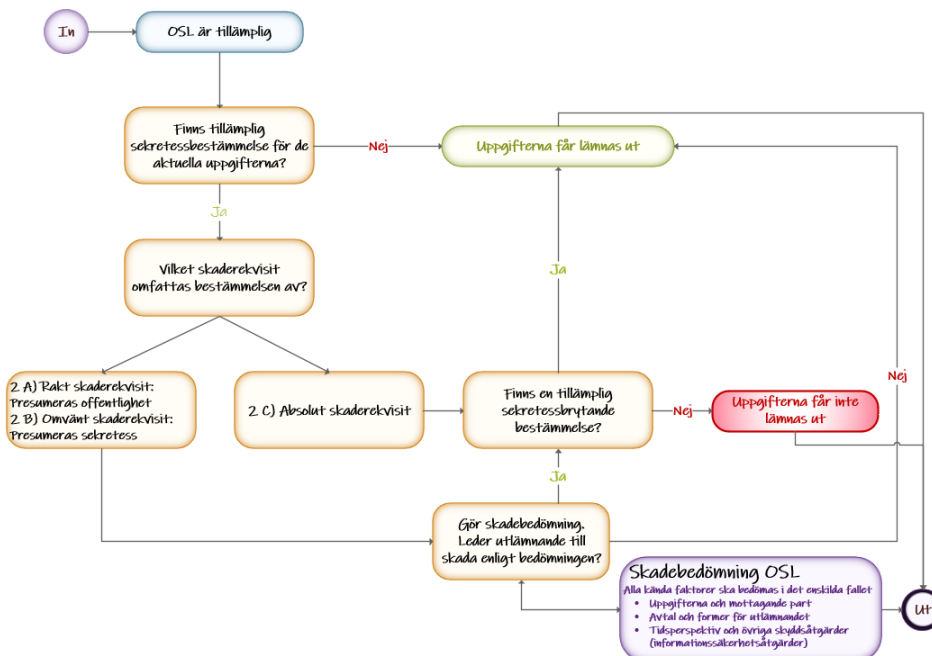 In
OSL är tillämplig
Finns tillämplig
sekretessbestämmelse för de
aktuella uppgifterna?
Nej
Uppgifterna får lämnas ut
Ja
Vilket skaderekvisit
omfattas bestämmelsen av?
Ja
2 A) Rakt skaderekvisit:
Presumeras offentlighet
2 B) Omvänt skaderekvisit:
Presumeras sekretess
2 C) Absolut skaderekvisit
Finns en tillämplig
sekretessbrytande
bestämmelse?
Nej
Uppgifterna får inte
lämnas ut
Nej
Ja
Gör skadebedömning.
Leder utlämnande till
skada enligt bedömningen?
Skadebedömning OSL
Alla kända faktorer ska bedömas i det enskilda fallet
• Uppgifterna och mottagande part
• Avtal och former för utlämnandet
• Tidsperspektiv och övriga skyddsåtgärder
(informationssäkerhetsåtgärder)
Ut